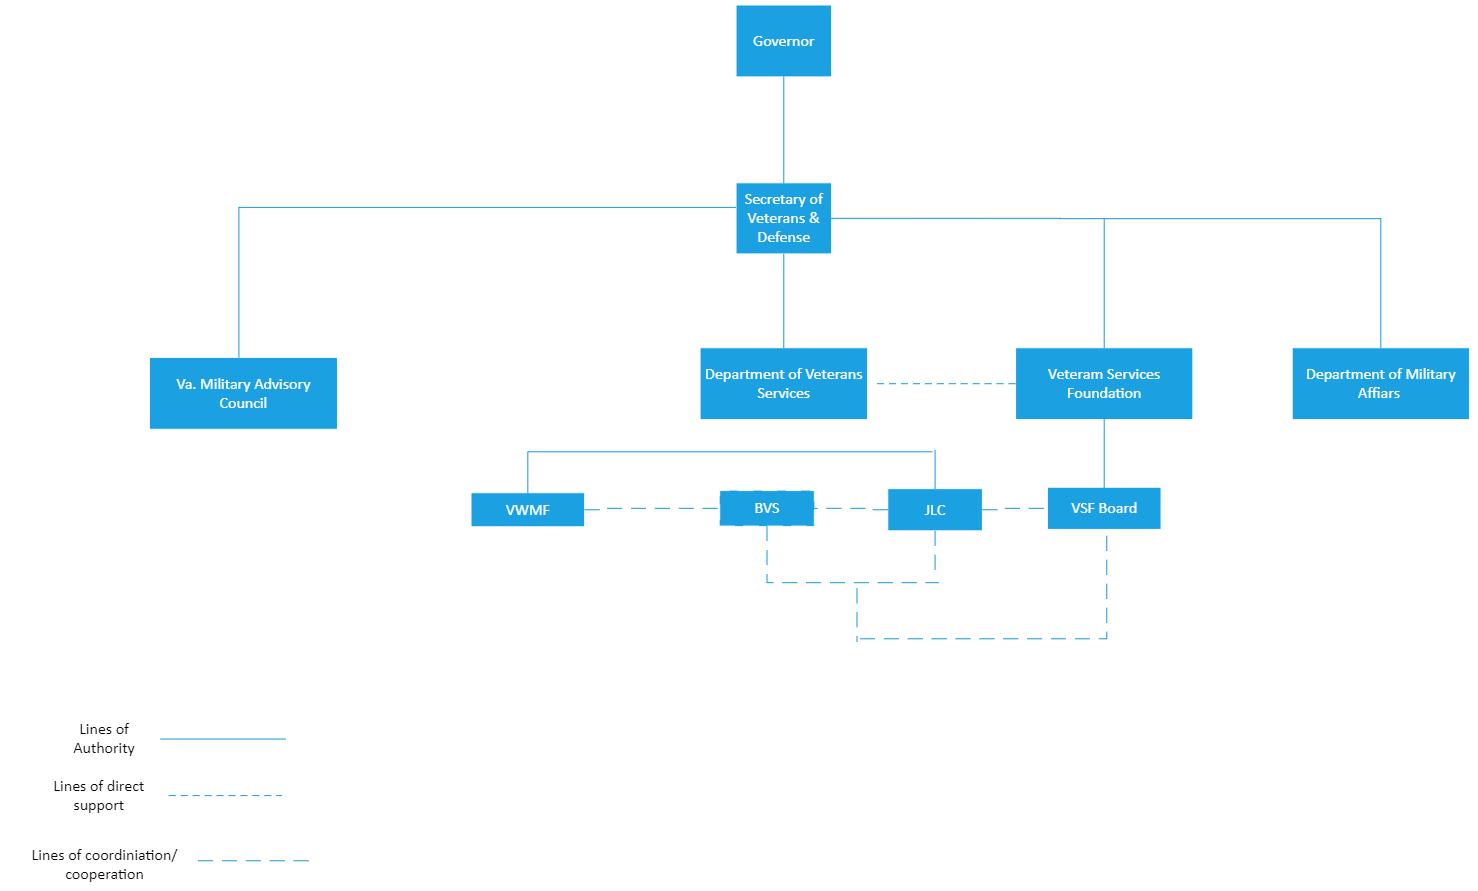 Governor
Secretary of
Veterans &
Defense
Va. Military Advisory
Council
Department of Veterans
Services
Veteram Services
Foundation
Department of Military
Affiars
VWMF
BVS
JLC
VSF Board
Lines of
Authority
Lines of direct
support
Lines of coordiniation/
cooperation